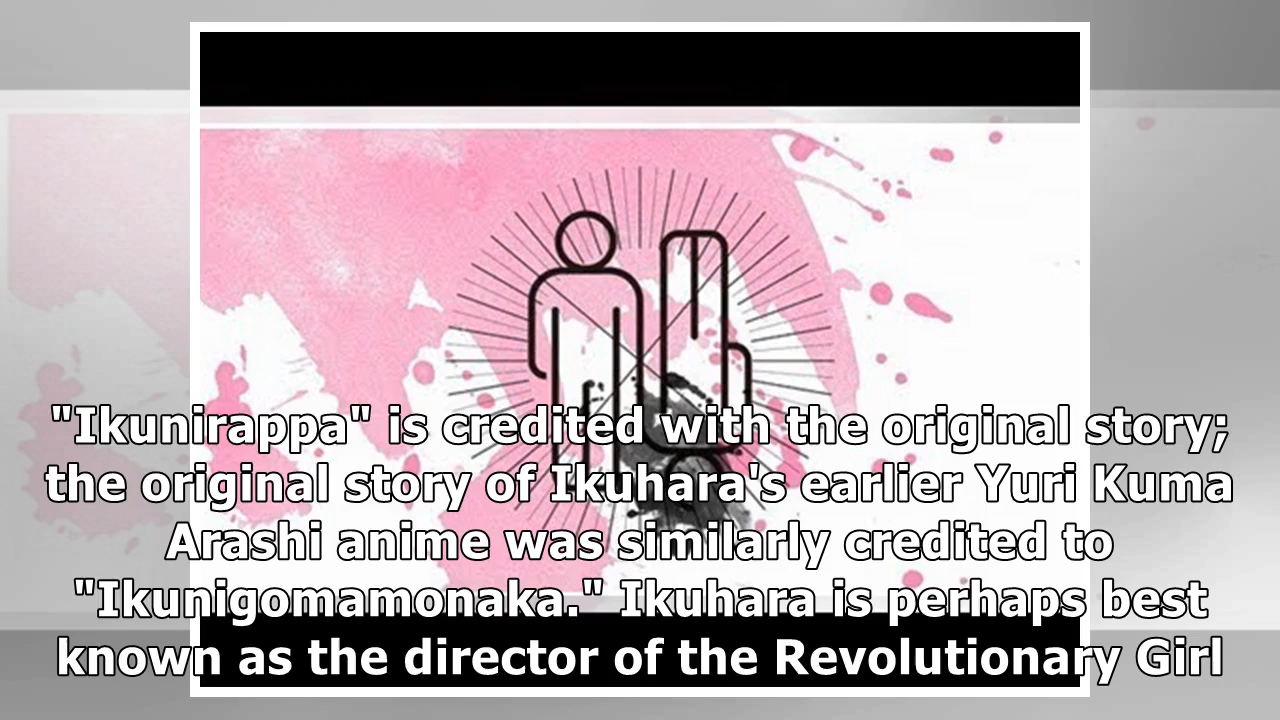 "Ikunirappa" is credited with the original story;
the original story of Ikuhara's earlier Yuri Kuma
Arashi anime was similarly credited to
"Ikunigomamonaka." Ikuhara is perhaps best
known as the director of the Revolutionary Girl